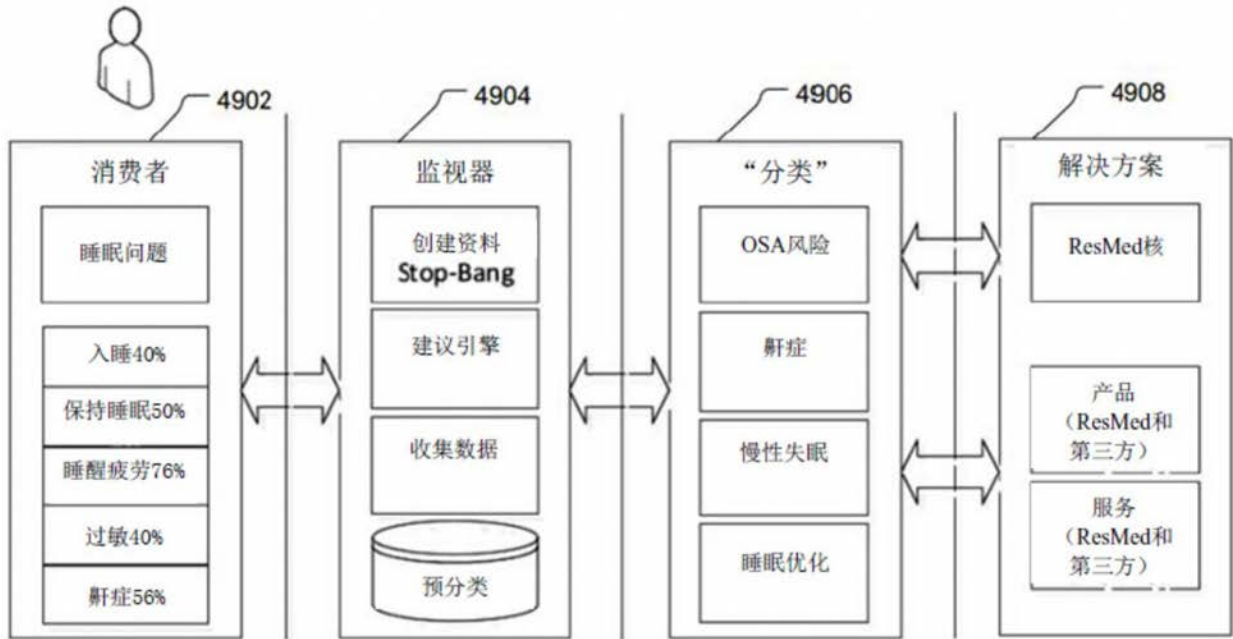 4902
消费者
睡眠问题
入睡40%
保持睡眠50%
睡醒疲劳76%
过敏40%
鼾症56%
4904
监视器
创建资料
Stop-Bang
建议引擎
收集数据
预分类
4906
“分类”
OSA风险
鼾症
慢性失眠
睡眠优化
4908
解决方案
ResMed核
产品
（ResMed和
第三方）
服务
（ResMed和
第三方）